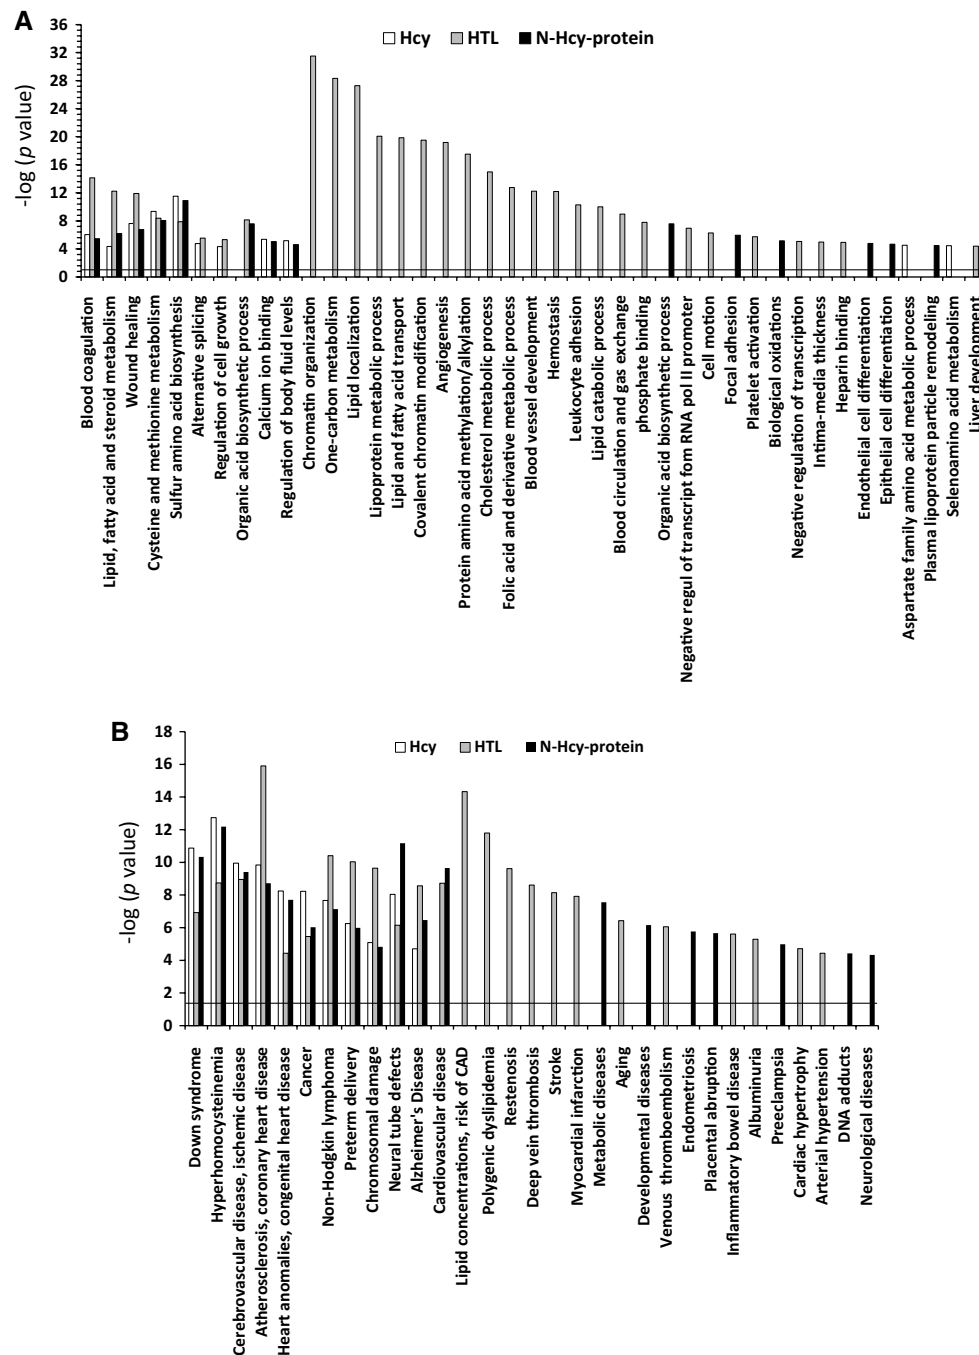 A
Hcy HTL N-Hcy-protein
-log (p value)
36
32
28
24
20
16
12
8
4
0
Blood coagulation
Lipid, fatty acid and steroid metabolism
Wound healing
Cysteine and methionine metabolism
Sulfur amino acid biosynthesis
Alternative splicing
Regulation of cell growth
Organic acid biosynthetic process
Calcium ion binding
Regulation of body fluid levels
Chromatin organization
One-carbon metabolism
Lipid localization
Lipoprotein metabolic process
Lipid and fatty acid transport
Covalent chromatin modification
Angiogenesis
Protein amino acid methylation/alkylation
Cholesterol metabolic process
Folic acid and derivative metabolic process
Blood vessel development
Hemostasis
Leukocyte adhesion
Lipid catabolic process
Blood circulation and gas exchange
phosphate binding
Organic acid biosynthetic process
Negative regul of transcript fom RNA pol II promoter
Cell motion
Focal adhesion
Platelet activation
Biological oxidations
Negative regulation of transcription
Intima-media thickness
Heparin binding
Endothelial cell differentiation
Epithelial cell differentiation
Aspartate family amino acid metabolic process
Plasma lipoprotein particle remodeling
Selenoamino acid metabolism
Liver development
B
Hcy HTL N-Hcy-protein
-log (p value)
18
16
14
12
10
8
6
4
2
0
Down syndrome
Hyperhomocysteinemia
Cerebrovascular disease, ischemic disease
Atherosclerosis, coronary heart disease
Heart anomalies, congenital heart disease
Cancer
Non-Hodgkin lymphoma
Preterm delivery
Chromosomal damage
Neural tube defects
Alzheimer's Disease
Cardiovascular disease
Lipid concentrations, risk of CAD
Polygenic dyslipidemia
Restenosis
Deep vein thrombosis
Stroke
Myocardial infarction
Metabolic diseases
Aging
Developmental diseases
Venous thromboembolism
Endometriosis
Placental abruption
Inflammatory bowel disease
Albuminuria
Preeclampsia
Cardiac hypertrophy
Arterial hypertension
DNA adducts
Neurological diseases